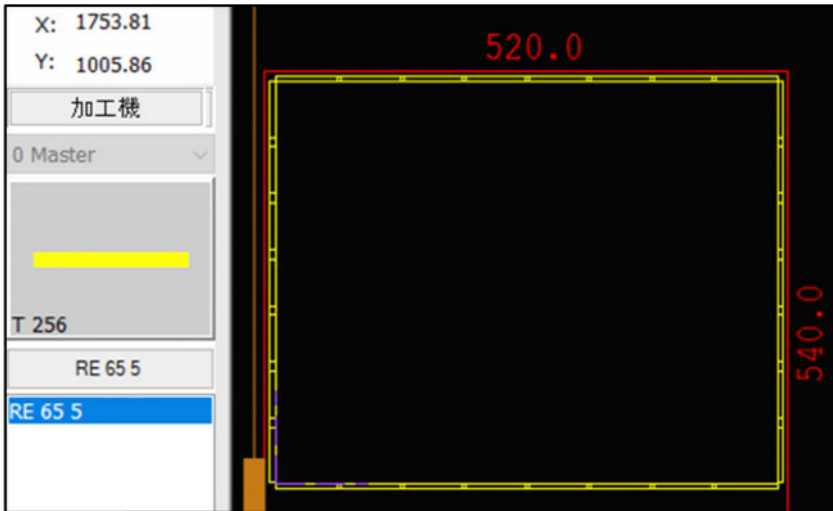 X: 1753.81
Y: 1005.86
加工機
0 Master
T 256
RE 65 5
RE 65 5
520.0
540.0